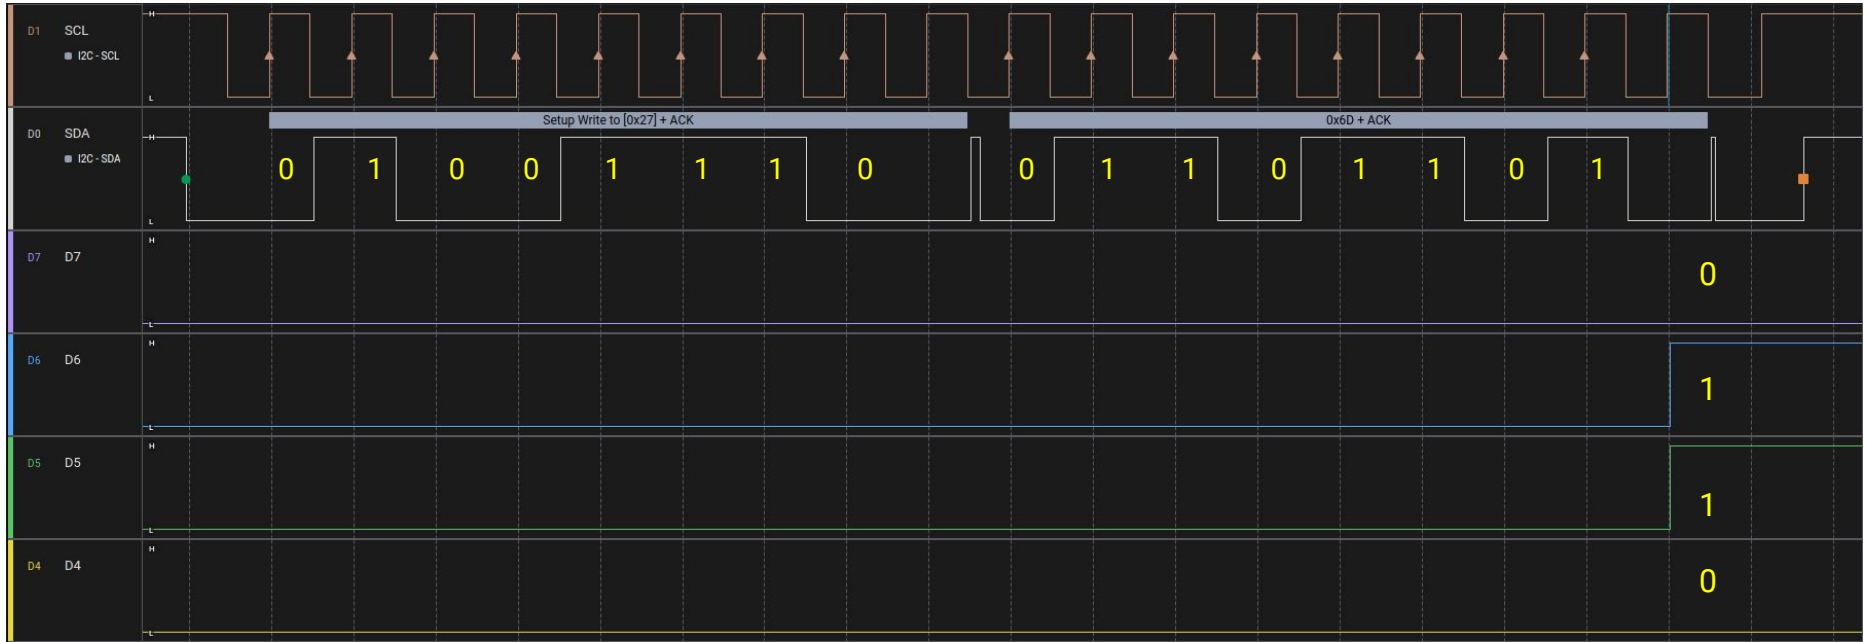 D1 SCL
I2C - SCL
H
L
D0 SDA
I2C - SDA
H
L
Setup Write to [0x27] + ACK
0x6D + ACK
0 1 0 0 1 1 1 0 0 1 1 0 1 1 0 1
D7 D7
H
L
0
D6 D6
H
L
1
D5 D5
H
L
1
D4 D4
H
L
0